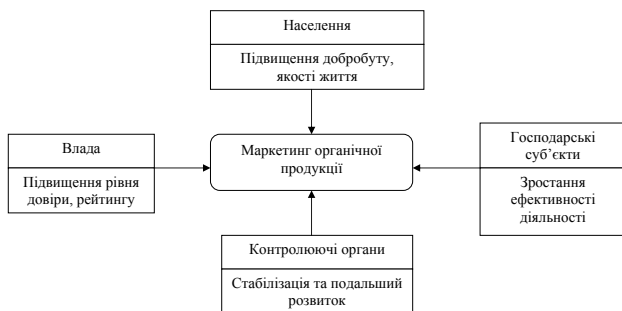 Населення
Підвищення добробуту,
якості життя
Влада
Підвищення рівня
довіри, рейтингу
Маркетинг органічної
продукції
Господарські
суб’єкти
Зростання
ефективності
діяльності
Контролюючі органи
Стабілізація та подальший
розвиток